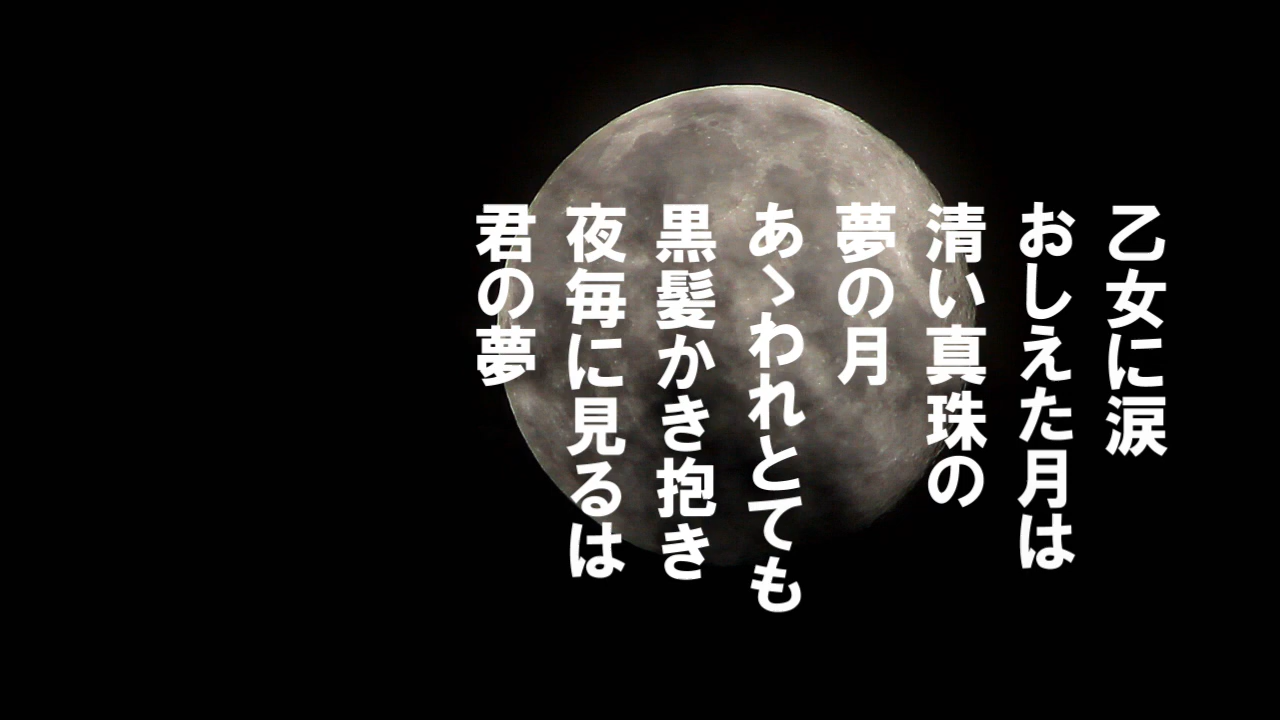 乙女に涙
おしえた月は
清い真珠の
夢の月
あゝわれとても
黒髪かき抱き
夜毎に見るは
君の夢